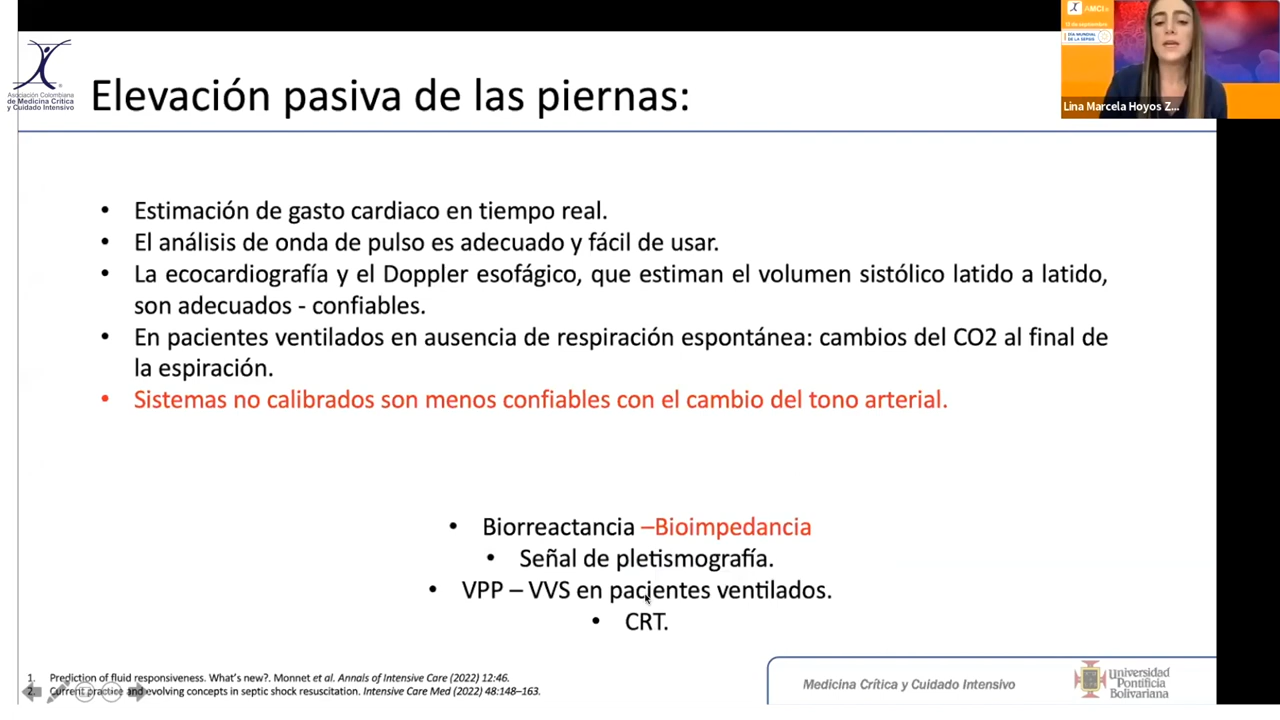 AMCI
DÍA MUNDIAL
DE LA SEPSIS
Lina Marcela Hoyos Z...
Asociación Colombiana
de Medicina Crítica
y Cuidado Intensivo
Elevación pasiva de las piernas:
• Estimación de gasto cardiaco en tiempo real.
• El análisis de onda de pulso es adecuado y fácil de usar.
• La ecocardiografía y el Doppler esofágico, que estiman el volumen sistólico latido a latido,
son adecuados - confiables.
• En pacientes ventilados en ausencia de respiración espontánea: cambios del CO2 al final de
la espiración.
• Sistemas no calibrados son menos confiables con el cambio del tono arterial.
• Biorreactancia –Bioimpedancia
• Señal de pletismografía.
• VPP – VVS en pacientes ventilados.
• CRT.
1. Prediction of fluid responsiveness. What's new?. Monnet et al. Annals of Intensive Care (2022) 12:46.
2. Current practice and evolving concepts in septic shock resuscitation. Intensive Care Med (2022) 48:148–163.
Medicina Crítica y Cuidado Intensivo
Universidad
Pontificia
Bolivariana